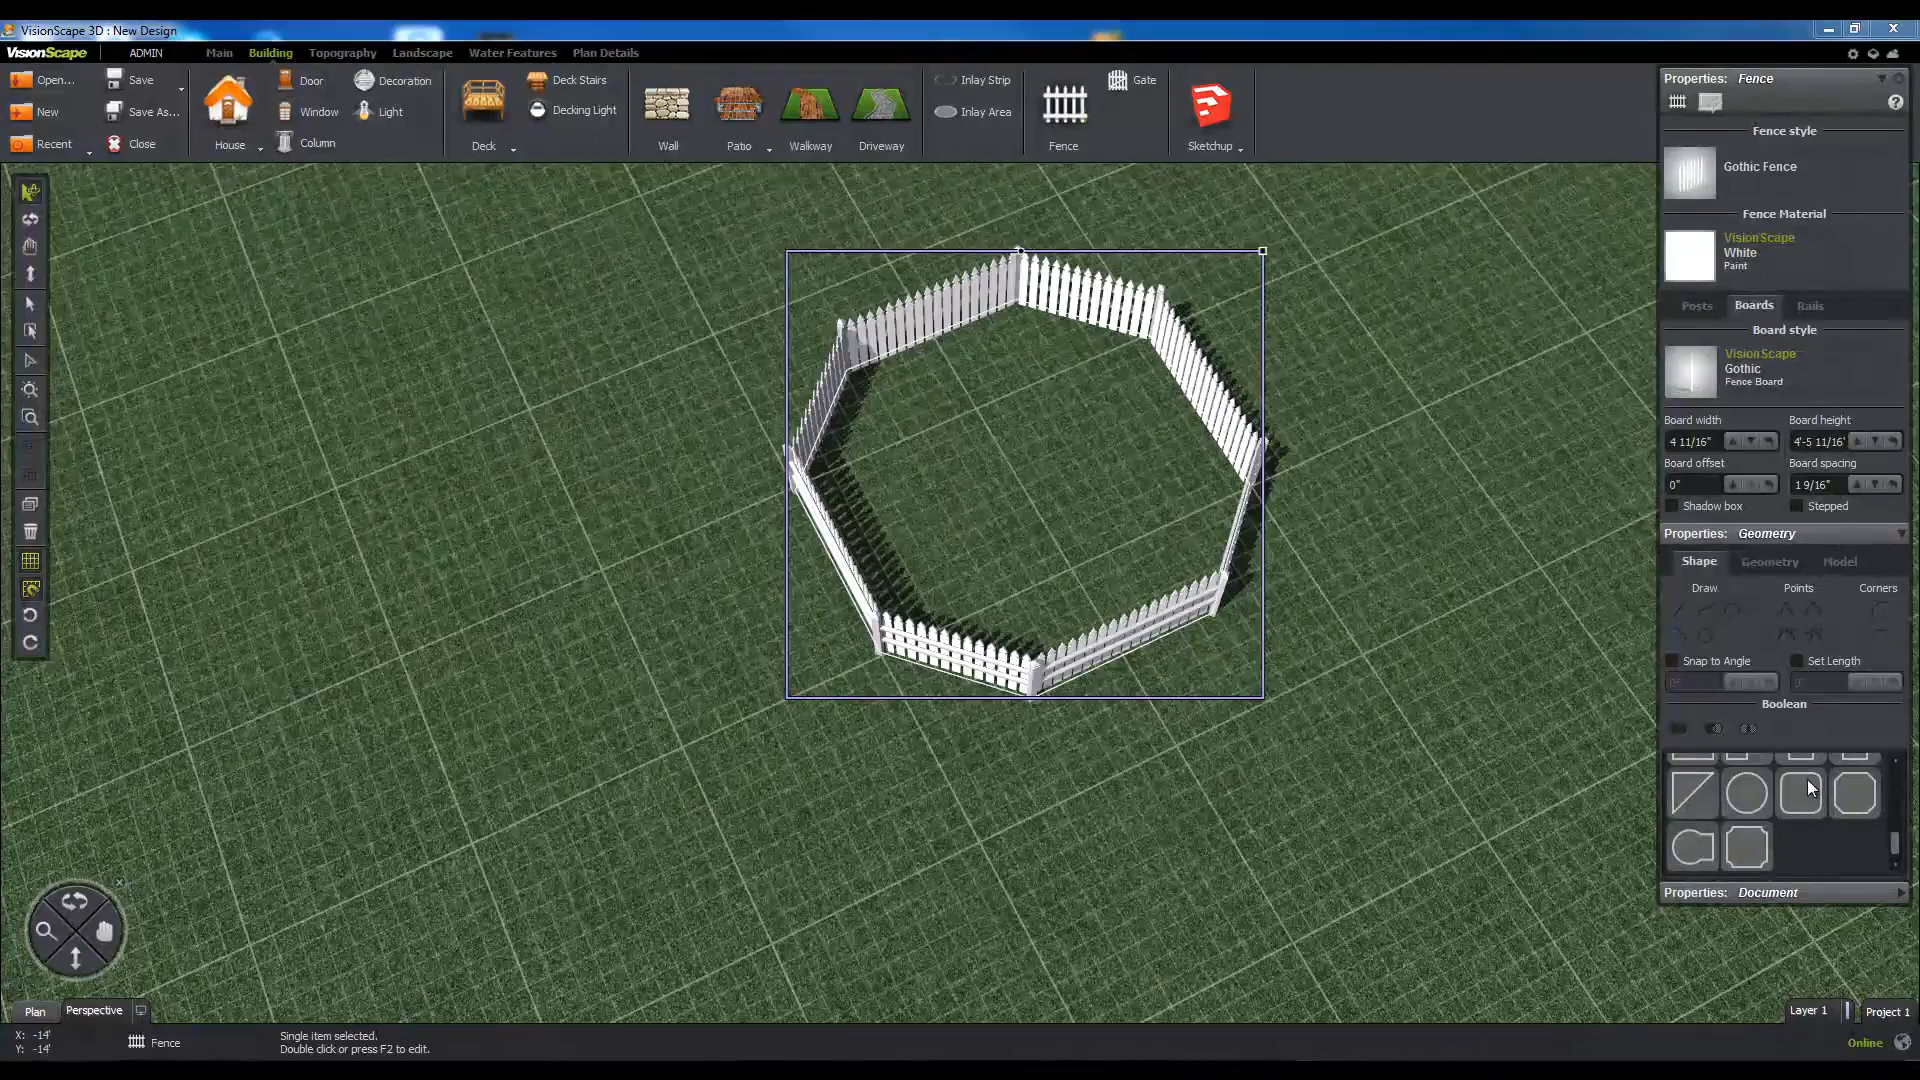 VisionScape 3D : New Design
VisionScape
ADMIN
Main
Building
Topography
Landscape
Water Features
Plan Details
Open...
Save
New
Save As...
Recent
Close
House
Door
Window
Column
Decoration
Light
Deck
Deck Stairs
Decking Light
Wall
Patio
Walkway
Driveway
Inlay Strip
Inlay Area
Fence
Gate
Sketchup
Properties: Fence
?
Fence style
Gothic Fence
Fence Material
VisionScape
White
Paint
Posts
Boards
Rails
Board style
VisionScape
Gothic
Fence Board
Board width
Board height
4 11/16"
4'-5 11/16'
Board offset
Board spacing
0"
1 9/16"
Shadow box
Stepped
Properties: Geometry
Shape
Geometry
Model
Draw
Points
Corners
Snap to Angle
Set Length
0°
0'
Boolean
Properties: Document
Plan
Perspective
Layer 1
Project 1
X: -14'
Y: -14'
Fence
Single item selected.
Double click or press F2 to edit.
Online